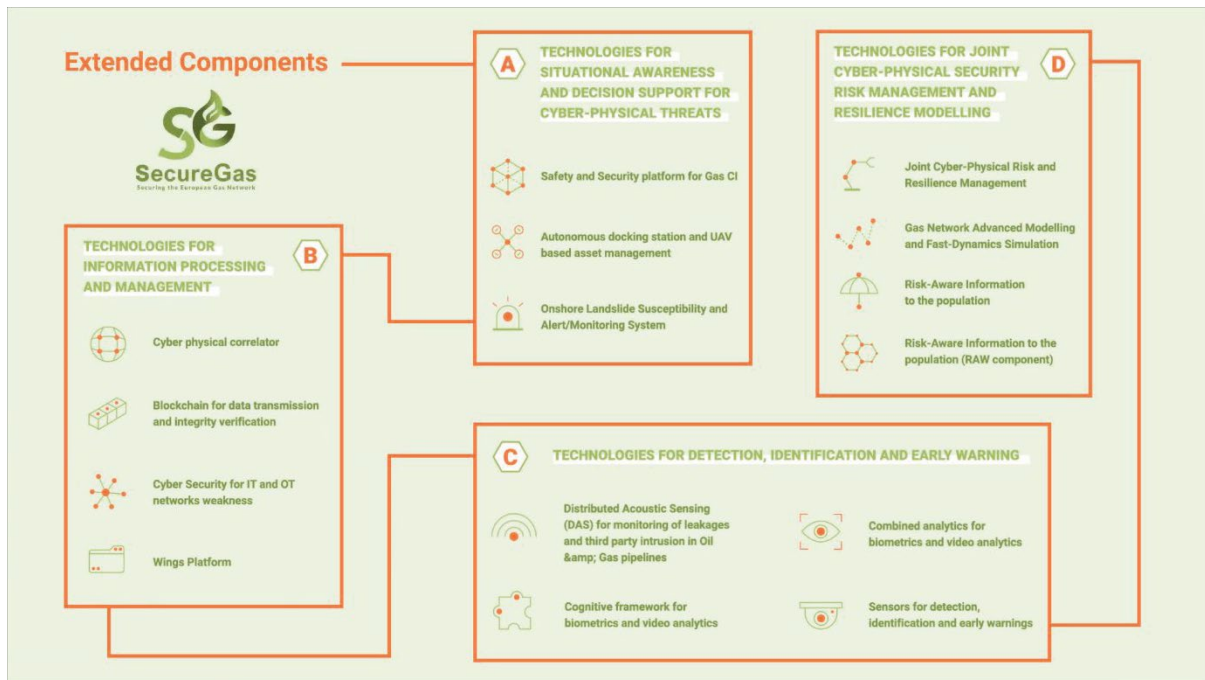 Extended Components
SG
SecureGas
Securing the European Gas Network
A
TECHNOLOGIES FOR
SITUATIONAL AWARENESS
AND DECISION SUPPORT FOR
CYBER-PHYSICAL THREATS
Safety and Security platform for Gas CI
Autonomous docking station and UAV
based asset management
Onshore Landslide Susceptibility and
Alert/Monitoring System
TECHNOLOGIES FOR
INFORMATION PROCESSING
AND MANAGEMENT
B
Cyber physical correlator
Blockchain for data transmission
and integrity verification
Cyber Security for IT and OT
networks weakness
Wings Platform
C
TECHNOLOGIES FOR DETECTION, IDENTIFICATION AND EARLY WARNING
Distributed Acoustic Sensing
(DAS) for monitoring of leakages
and third party intrusion in Oil
&amp; Gas pipelines
Combined analytics for
biometrics and video analytics
Cognitive framework for
biometrics and video analytics
Sensors for detection,
identification and early warnings
TECHNOLOGIES FOR JOINT
CYBER-PHYSICAL SECURITY
RISK MANAGEMENT AND
RESILIENCE MODELLING
D
Joint Cyber-Physical Risk and
Resilience Management
Gas Network Advanced Modelling
and Fast-Dynamics Simulation
Risk-Aware Information
to the population
Risk-Aware Information to the
population (RAW component)